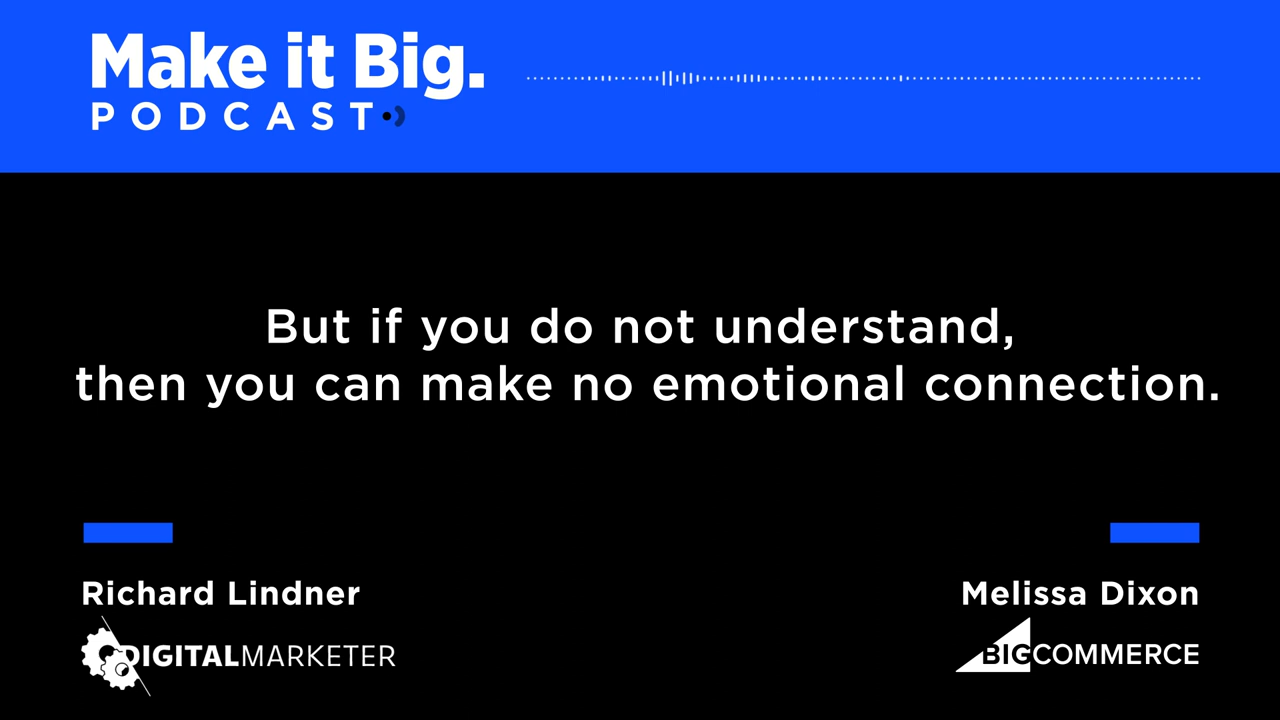 Make it Big.
PODCAST
But if you do not understand,
then you can make no emotional connection.
Richard Lindner
Melissa Dixon
DIGITALMARKETER
BIGCOMMERCE